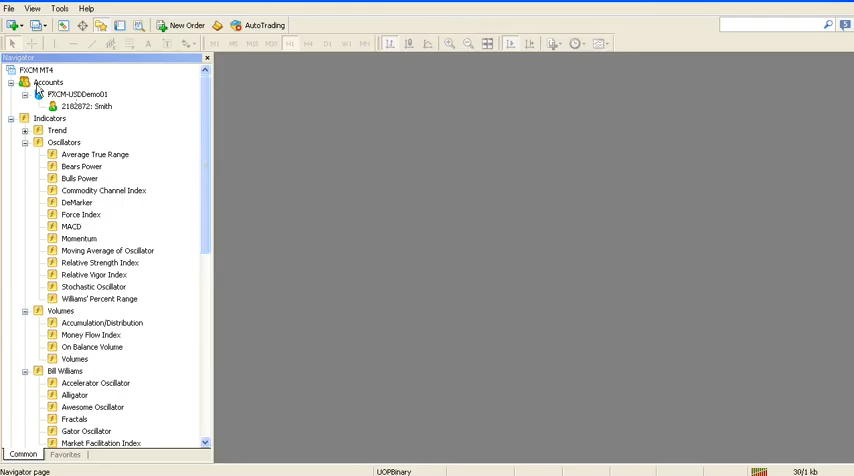 File View Tools Help
New Order AutoTrading
M1 M5 M15 M30 H1 H4 D1 W1 MN
Navigator
FXCM MT4
Accounts
FXCM-USDDemo01
2182872: Smith
Indicators
Trend
Oscillators
Average True Range
Bears Power
Bulls Power
Commodity Channel Index
DeMarker
Force Index
MACD
Momentum
Moving Average of Oscillator
Relative Strength Index
Relative Vigor Index
Stochastic Oscillator
Williams' Percent Range
Volumes
Accumulation/Distribution
Money Flow Index
On Balance Volume
Volumes
Bill Williams
Accelerator Oscillator
Alligator
Awesome Oscillator
Fractals
Gator Oscillator
Market Facilitation Index
Common Favorites
Navigator page UOPBinary 30/1 kb